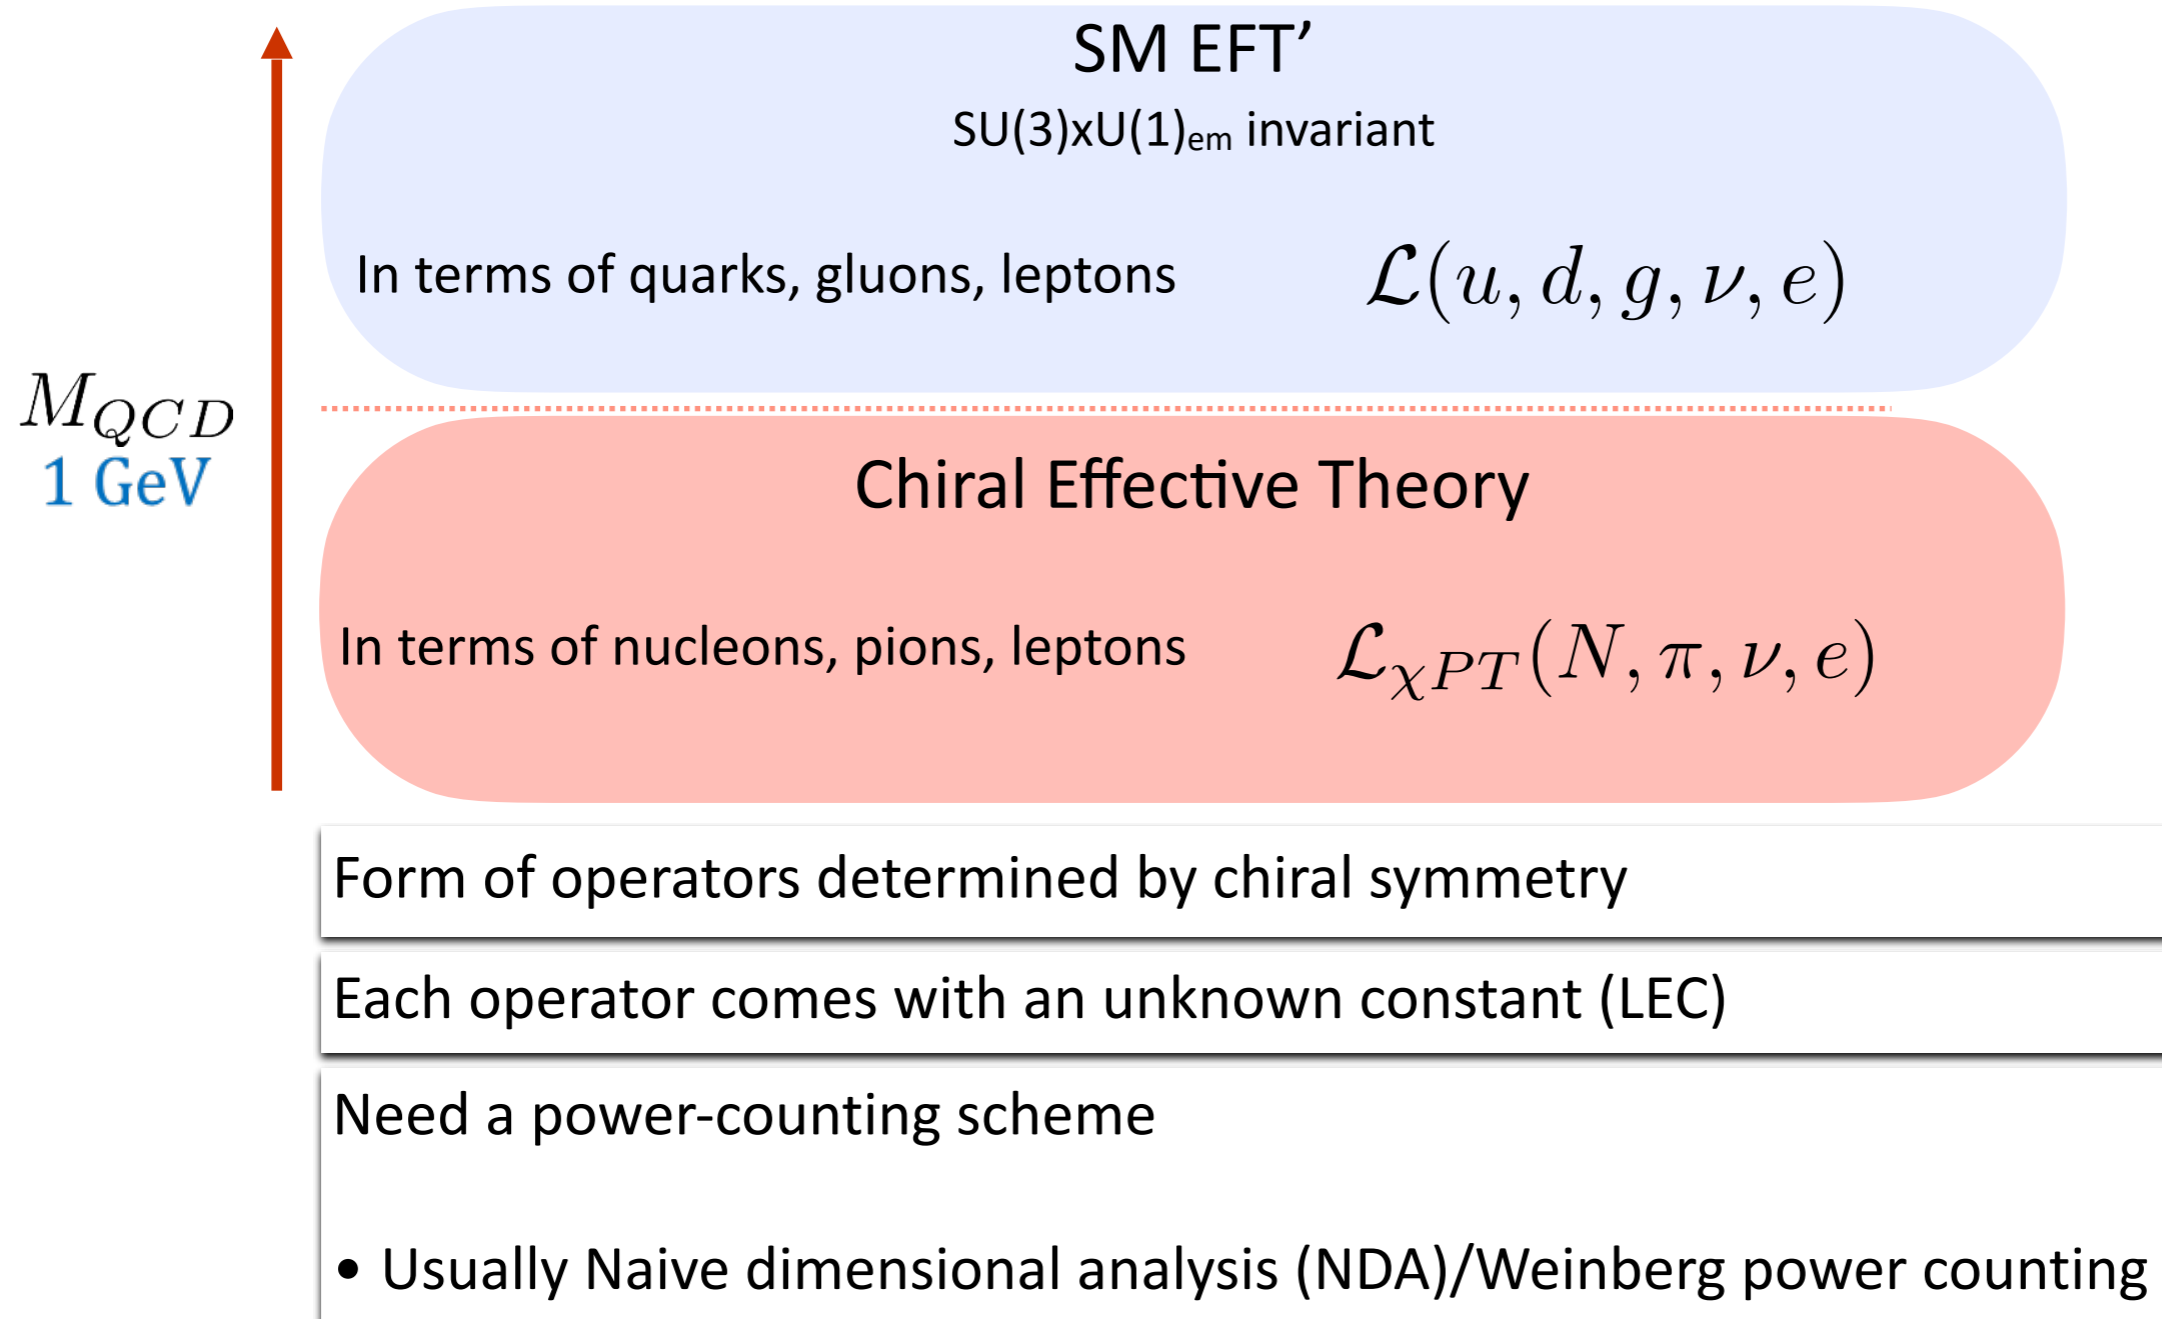 SM EFT’
SU(3)xU(1)em invariant
In terms of quarks, gluons, leptons
ℒ(u, d, g, ν, e)
M_QCD
1 GeV
Chiral Effective Theory
In terms of nucleons, pions, leptons
ℒ_χPT(N, π, ν, e)
Form of operators determined by chiral symmetry
Each operator comes with an unknown constant (LEC)
Need a power-counting scheme
• Usually Naive dimensional analysis (NDA)/Weinberg power counting